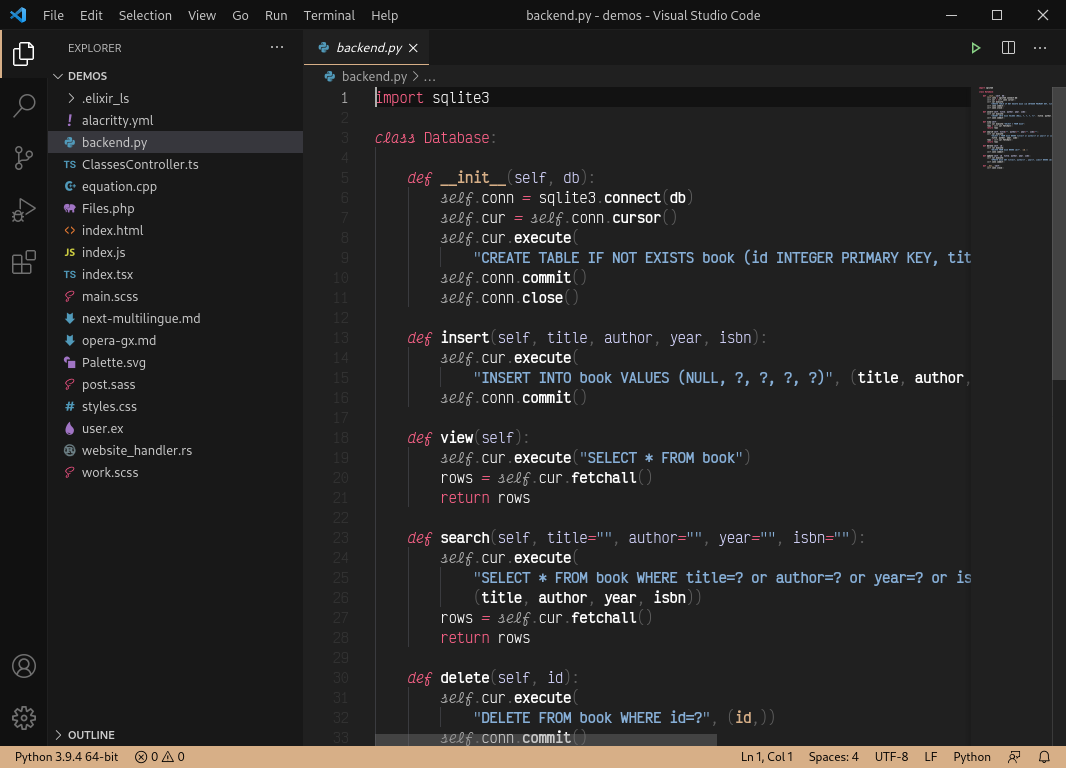 File Edit Selection View Go Run Terminal Help backend.py - demos - Visual Studio Code
EXPLORER
DEMOS
.elixir_ls
! alacritty.yml
backend.py
TS ClassesController.ts
equation.cpp
Files.php
index.html
JS index.js
TS index.tsx
main.scss
next-multilingue.md
opera-gx.md
Palette.svg
post.sass
# styles.css
user.ex
website_handler.rs
work.scss
OUTLINE
backend.py
backend.py > ...
1 import sqlite3
2
3 class Database:
4
5 def __init__(self, db):
6 self.conn = sqlite3.connect(db)
7 self.cur = self.conn.cursor()
8 self.cur.execute(
9 "CREATE TABLE IF NOT EXISTS book (id INTEGER PRIMARY KEY, tit
10 self.conn.commit()
11 self.conn.close()
12
13 def insert(self, title, author, year, isbn):
14 self.cur.execute(
15 "INSERT INTO book VALUES (NULL, ?, ?, ?, ?)", (title, author,
16 self.conn.commit()
17
18 def view(self):
19 self.cur.execute("SELECT * FROM book")
20 rows = self.cur.fetchall()
21 return rows
22
23 def search(self, title="", author="", year="", isbn=""):
24 self.cur.execute(
25 "SELECT * FROM book WHERE title=? or author=? or year=? or is
26 (title, author, year, isbn))
27 rows = self.cur.fetchall()
28 return rows
29
30 def delete(self, id):
31 self.cur.execute(
32 "DELETE FROM book WHERE id=?", (id,))
33 self.conn.commit()
Python 3.9.4 64-bit 0 0 Ln 1, Col 1 Spaces: 4 UTF-8 LF Python